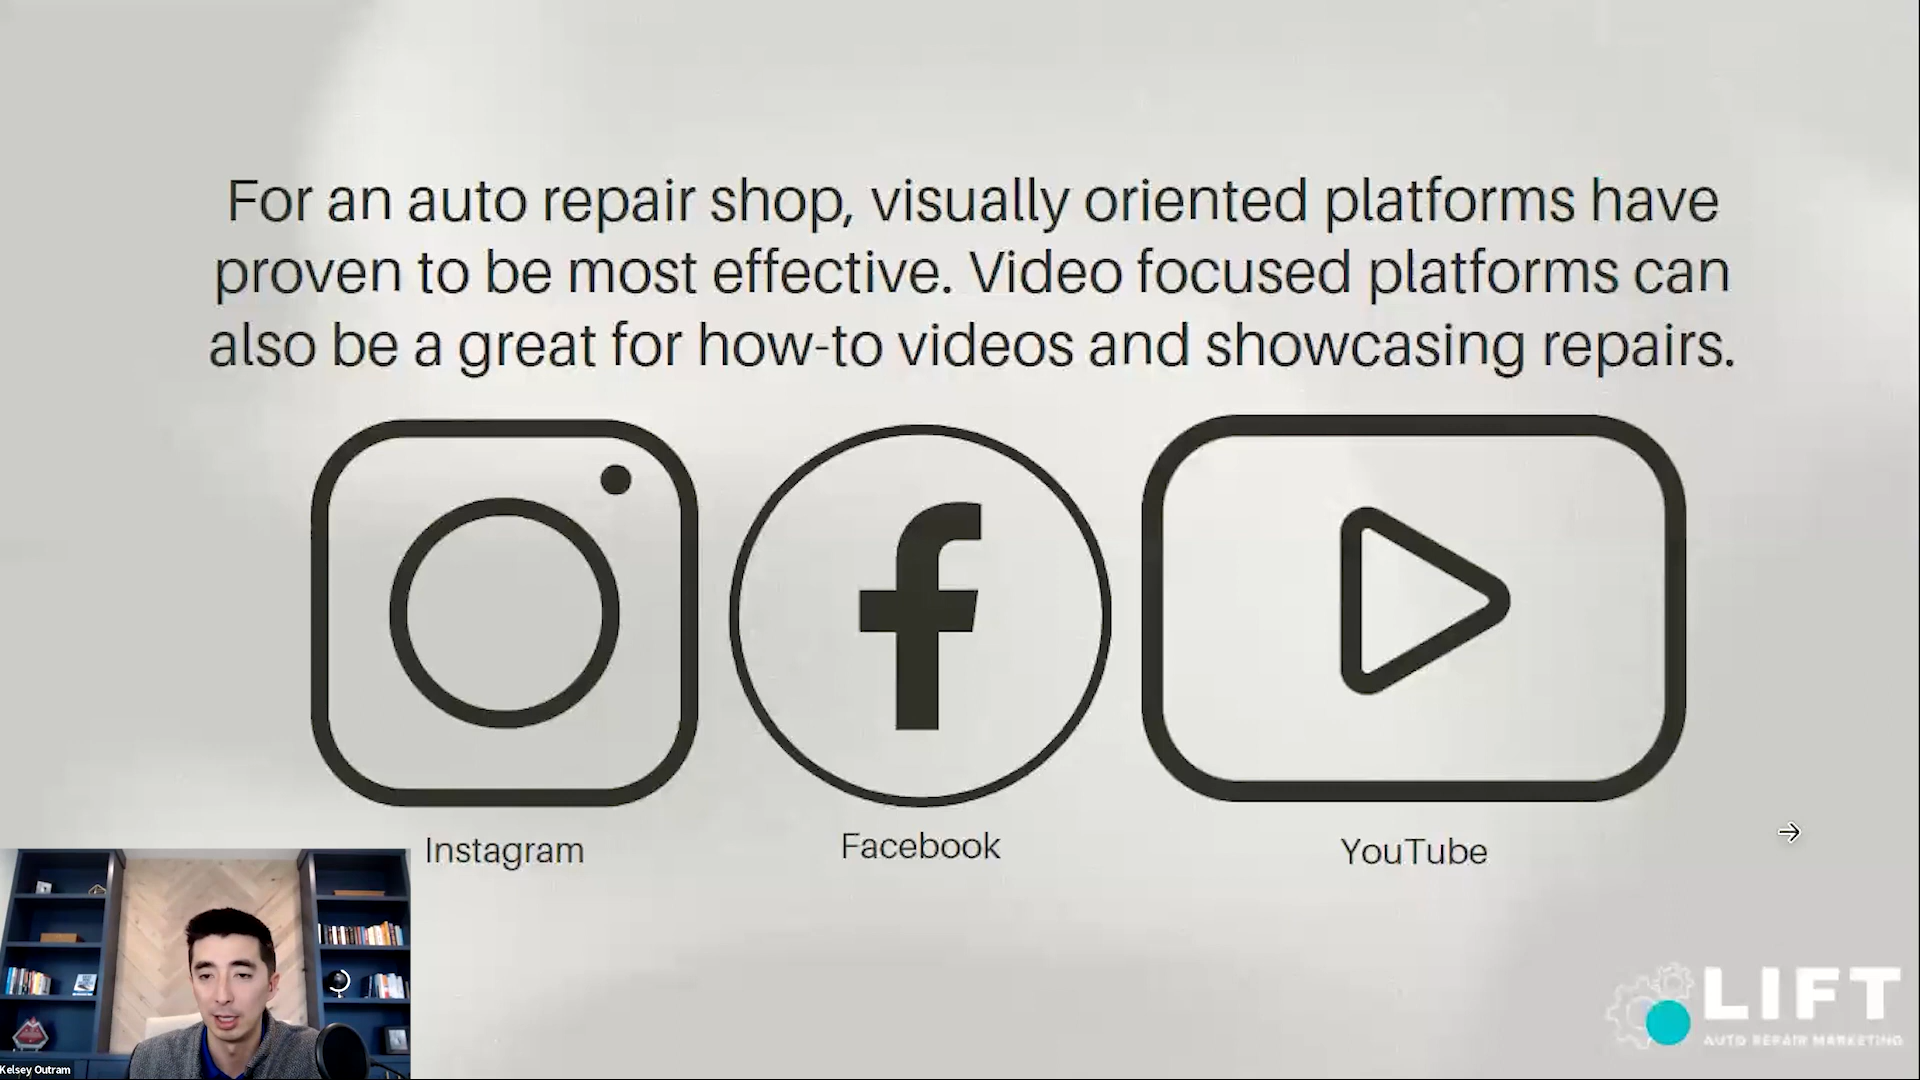 For an auto repair shop, visually oriented platforms have
proven to be most effective. Video focused platforms can
also be a great for how-to videos and showcasing repairs.
Instagram
Facebook
YouTube
Kelsey Outram
LIFT
AUTO REPAIR MARKETING